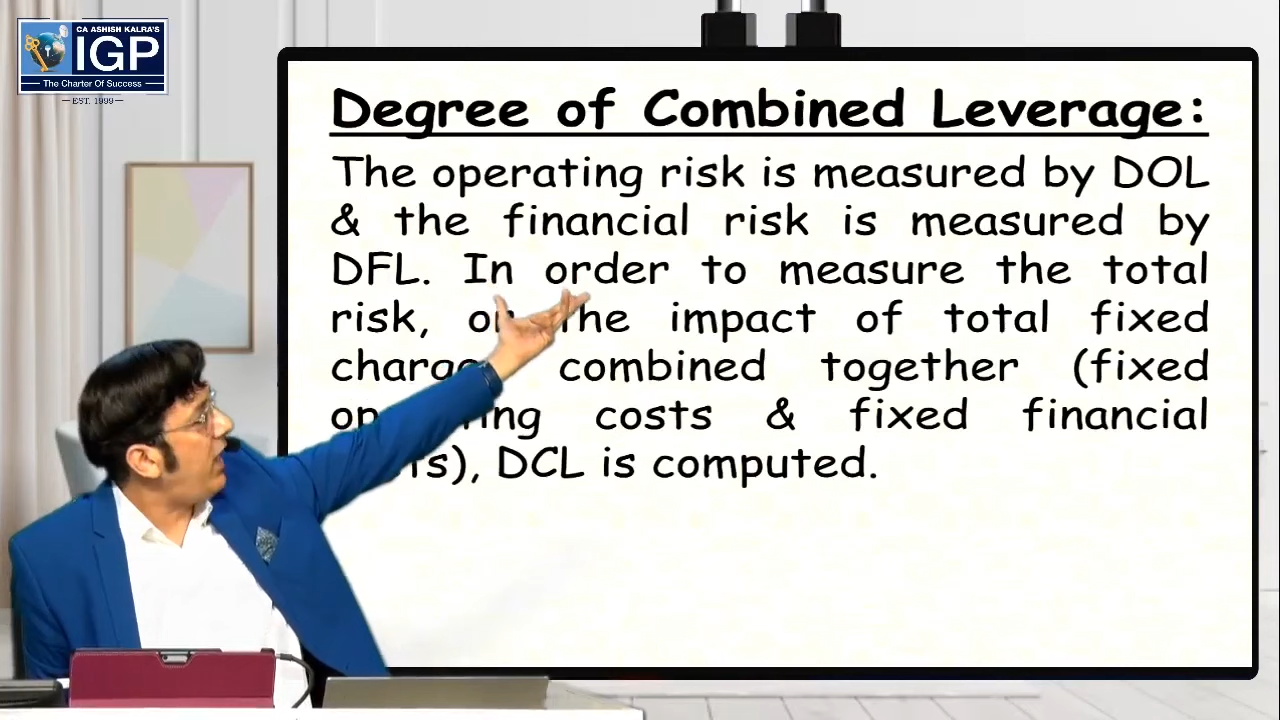 CA ASHISH KALRA'S
IGP
The Charter Of Success
EST. 1999
Degree of Combined Leverage:
The operating risk is measured by DOL
& the financial risk is measured by
DFL. In order to measure the total
risk, or the impact of total fixed
combined together (fixed
costs & fixed financial
DCL is computed.